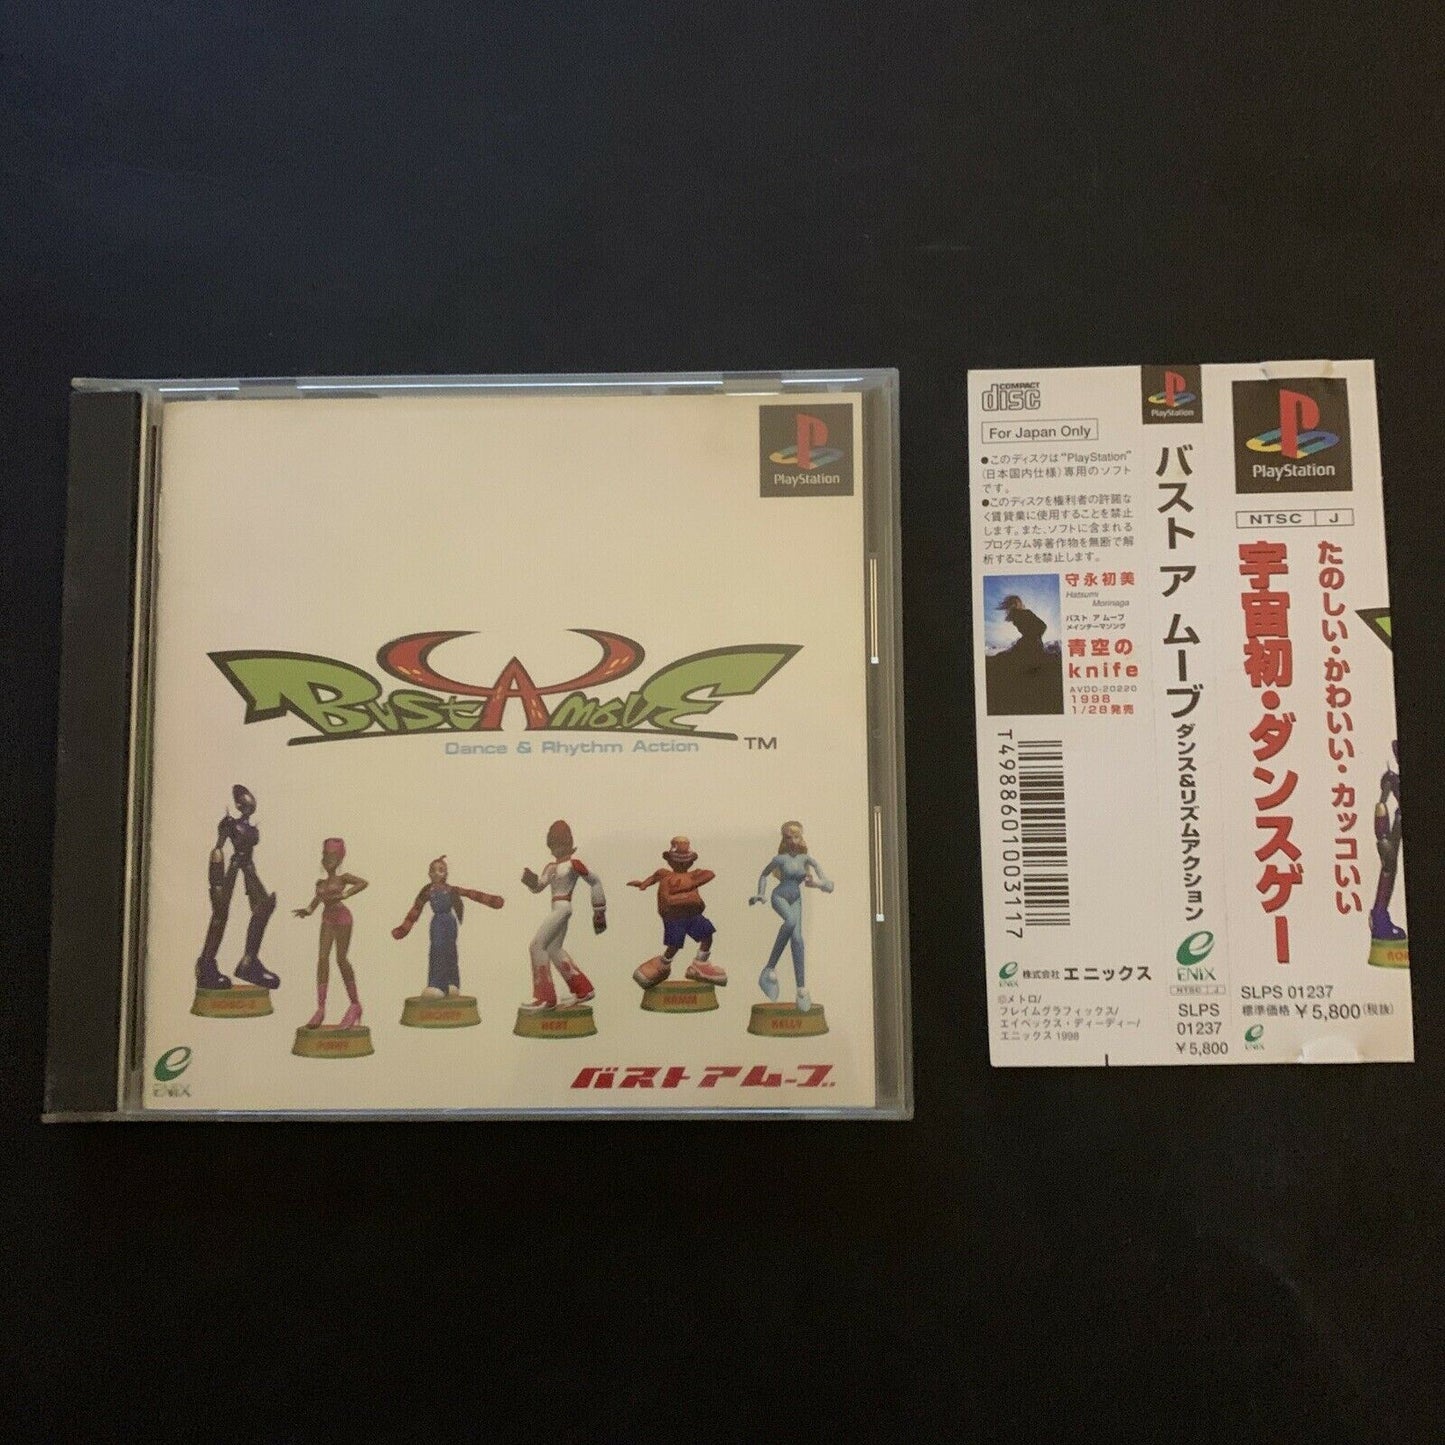 PlayStation
Bust A Move
Dance & Rhythm Action
TM
ROBO-Z
PINKY
SHORTY
HEAT
HAMM
KELLY
ENIX
バストアムーブ
COMPACT
disc
For Japan Only
●このディスクは"PlayStation"
(日本国内仕様)専用のソフト
です。
●このディスクを権利者の許諾な
く賃貸業に使用することを禁止
します。また、ソフトに含まれる
プログラム等著作物を無断で解
析することを禁止します。
守永初美
Hatsumi
Morinaga
バスト ア ムーブ
メインテーマソング
青空の
knife
AVDD-20220
1998
1/28発売
T4988601003117
ENIX
株式会社 エニックス
©メトロ/
フレイムグラフィックス/
エイベックス・ディーディー/
エニックス 1998
PlayStation
バスト ア ムーブ ダンス&リズムアクション
ENIX
NTSC J
SLPS
01237
¥5,800
PlayStation
NTSC J
たのしい・かわいい・カッコいい
宇宙初・ダンスゲー
SLPS 01237
標準価格 ¥5,800(税抜)
ENIX